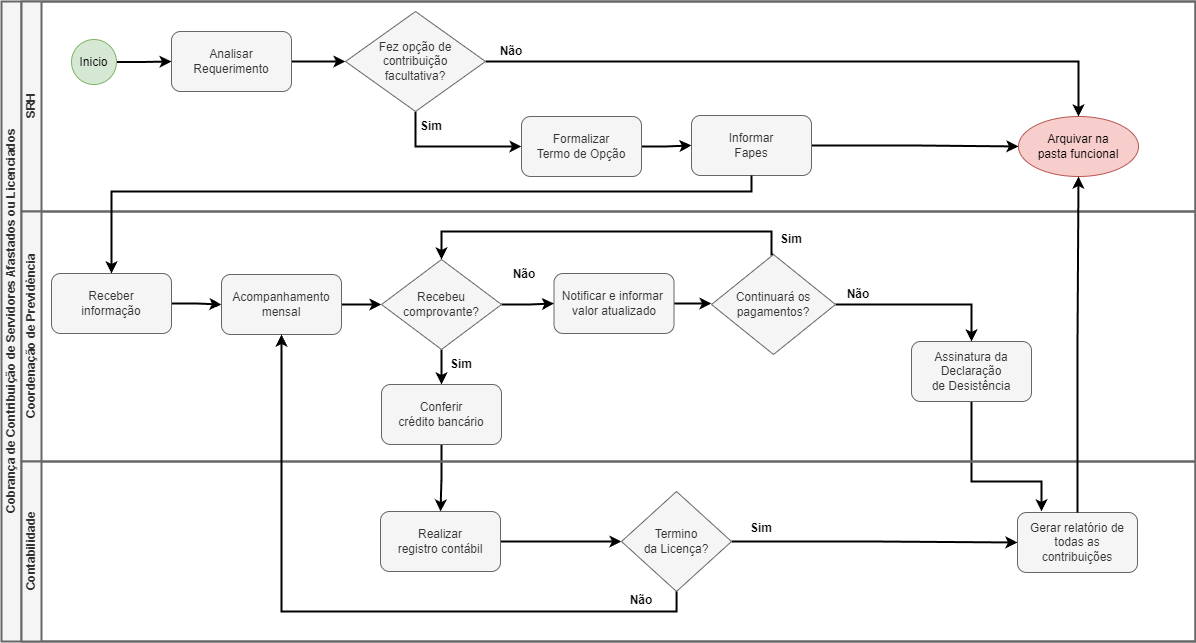 Cobrança de Contribuição de Servidores Afastados ou Licenciados
SRH
Inicio
Analisar
Requerimento
Fez opção de
contribuição
facultativa?
Não
Sim
Formalizar
Termo de Opção
Informar
Fapes
Arquivar na
pasta funcional
Coordenação de Previdência
Receber
informação
Acompanhamento
mensal
Recebeu
comprovante?
Não
Sim
Notificar e informar
valor atualizado
Continuará os
pagamentos?
Sim
Não
Assinatura da
Declaração
de Desistência
Conferir
crédito bancário
Contabilidade
Realizar
registro contábil
Termino
da Licença?
Sim
Não
Gerar relatório de
todas as
contribuições